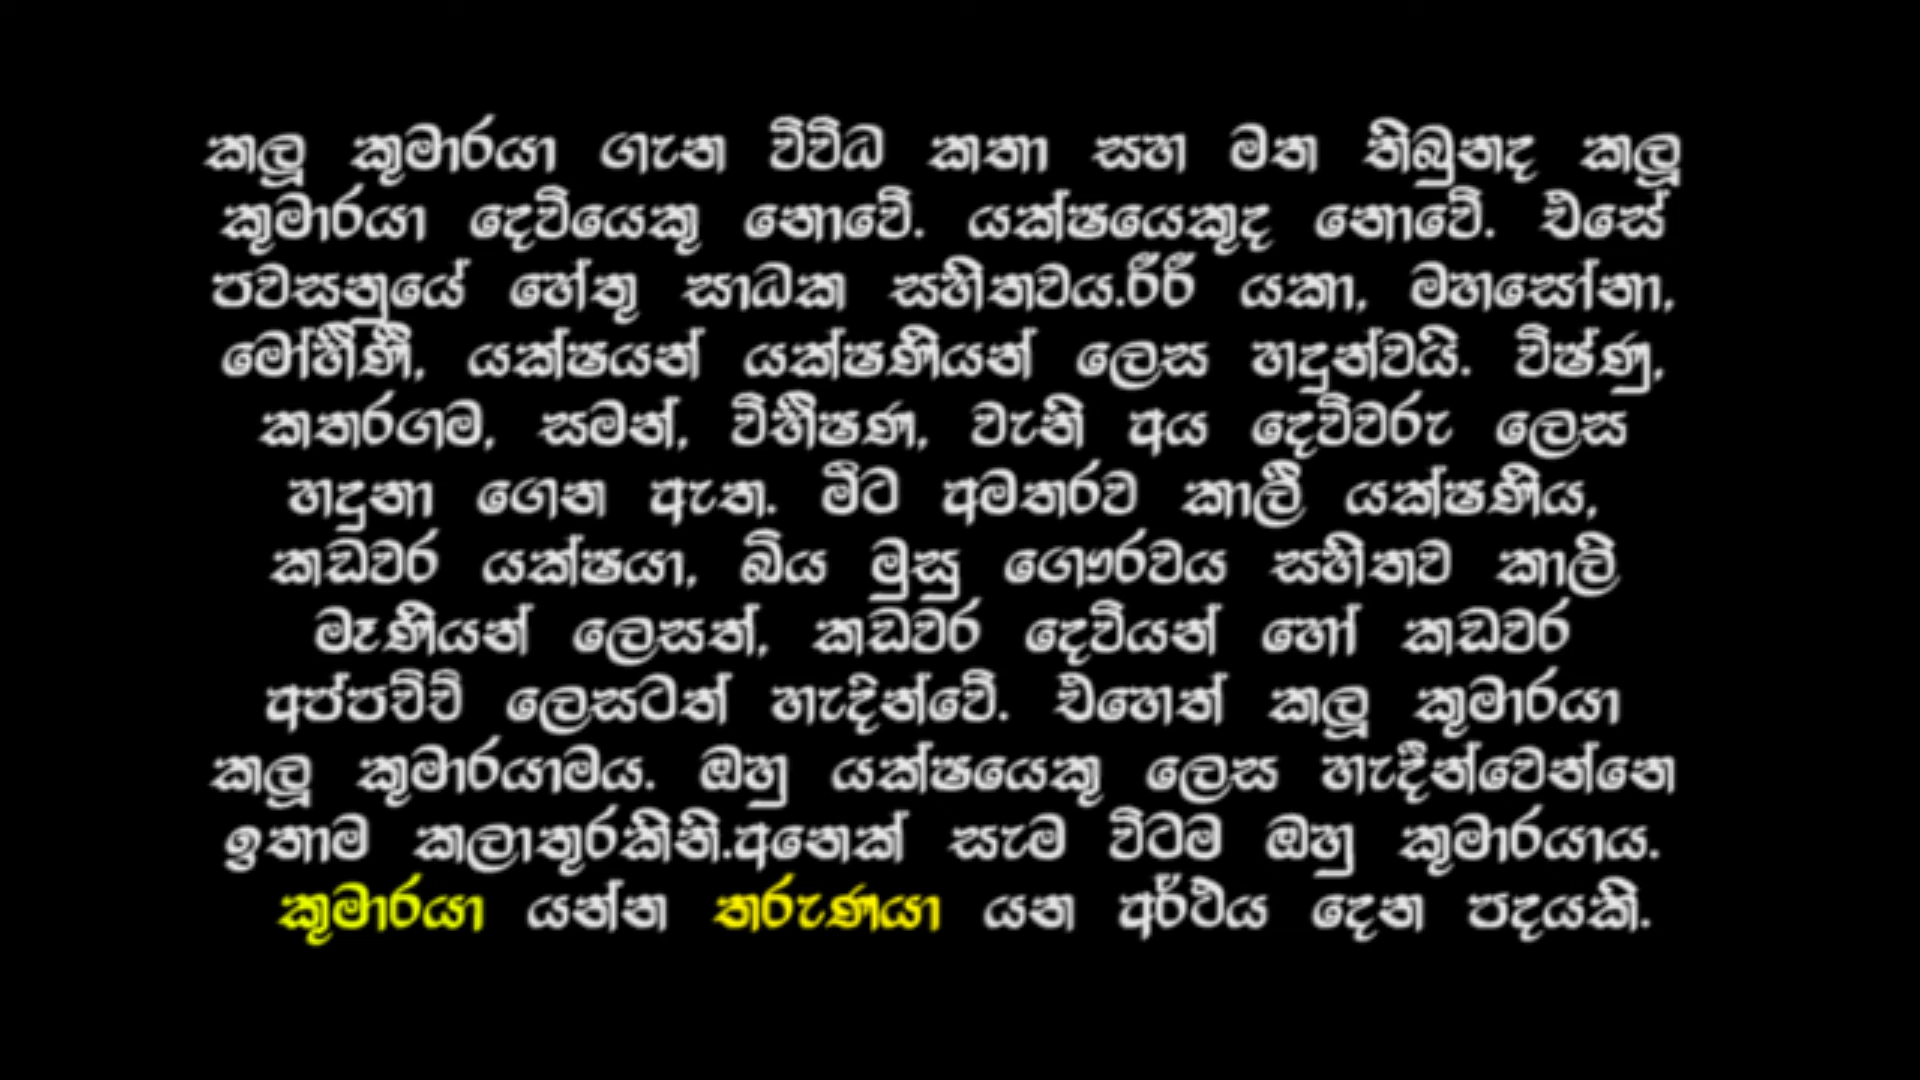 කලූ කුමාරයා ගැන විවිධ කතා සහ මත තිබුනද කලූ
කුමාරයා දෙවියෙකු නොවේ. යක්ෂයෙකුද නොවේ. එසේ
පවසනුයේ හේතු සාධක සහිතවය.රීරී යකා, මහසෝනා,
මෝහීණී, යක්ෂයන් යක්ෂණියන් ලෙස හදුන්වයි. විෂ්ණු,
කතරගම, සමන්, විභීෂණ, වැනි අය දෙවිවරු ලෙස
හදුනා ගෙන ඇත. මීට අමතරව කාලී යක්ෂණිය,
කඩවර යක්ෂයා, බිය මුසු ගෞරවය සහිතව කාලි
මෑණියන් ලෙසත්, කඩවර දෙවියන් හෝ කඩවර
අප්පච්චි ලෙසටත් හැදින්වේ. එහෙත් කලූ කුමාරයා
කලූ කුමාරයාමය. ඔහු යක්ෂයෙකු ලෙස හැදීන්වෙන්නෙ
ඉතාම කලාතුරකිනි.අනෙක් සැම විටම ඔහු කුමාරයාය.
කුමාරයා යන්න තරුණයා යන අර්ථය දෙන පදයකි.